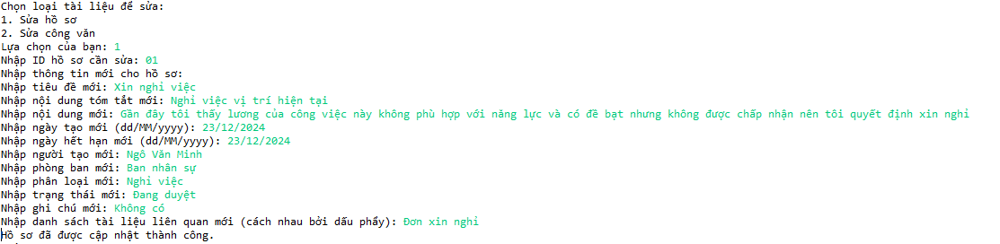 Chọn loại tài liệu để sửa:
1. Sửa hồ sơ
2. Sửa công văn
Lựa chọn của bạn: 1
Nhập ID hồ sơ cần sửa: 01
Nhập thông tin mới cho hồ sơ:
Nhập tiêu đề mới: Xin nghỉ việc
Nhập nội dung tóm tắt mới: Nghỉ việc vị trí hiện tại
Nhập nội dung mới: Gần đây tôi thấy lương của công việc này không phù hợp với năng lực và có đề bạt nhưng không được chấp nhận nên tôi quyết định xin nghỉ
Nhập ngày tạo mới (dd/MM/yyyy): 23/12/2024
Nhập ngày hết hạn mới (dd/MM/yyyy): 23/12/2024
Nhập người tạo mới: Ngô Văn Minh
Nhập phòng ban mới: Ban nhân sự
Nhập phân loại mới: Nghỉ việc
Nhập trạng thái mới: Đang duyệt
Nhập ghi chú mới: Không có
Nhập danh sách tài liệu liên quan mới (cách nhau bởi dấu phẩy): Đơn xin nghỉ
Hồ sơ đã được cập nhật thành công.